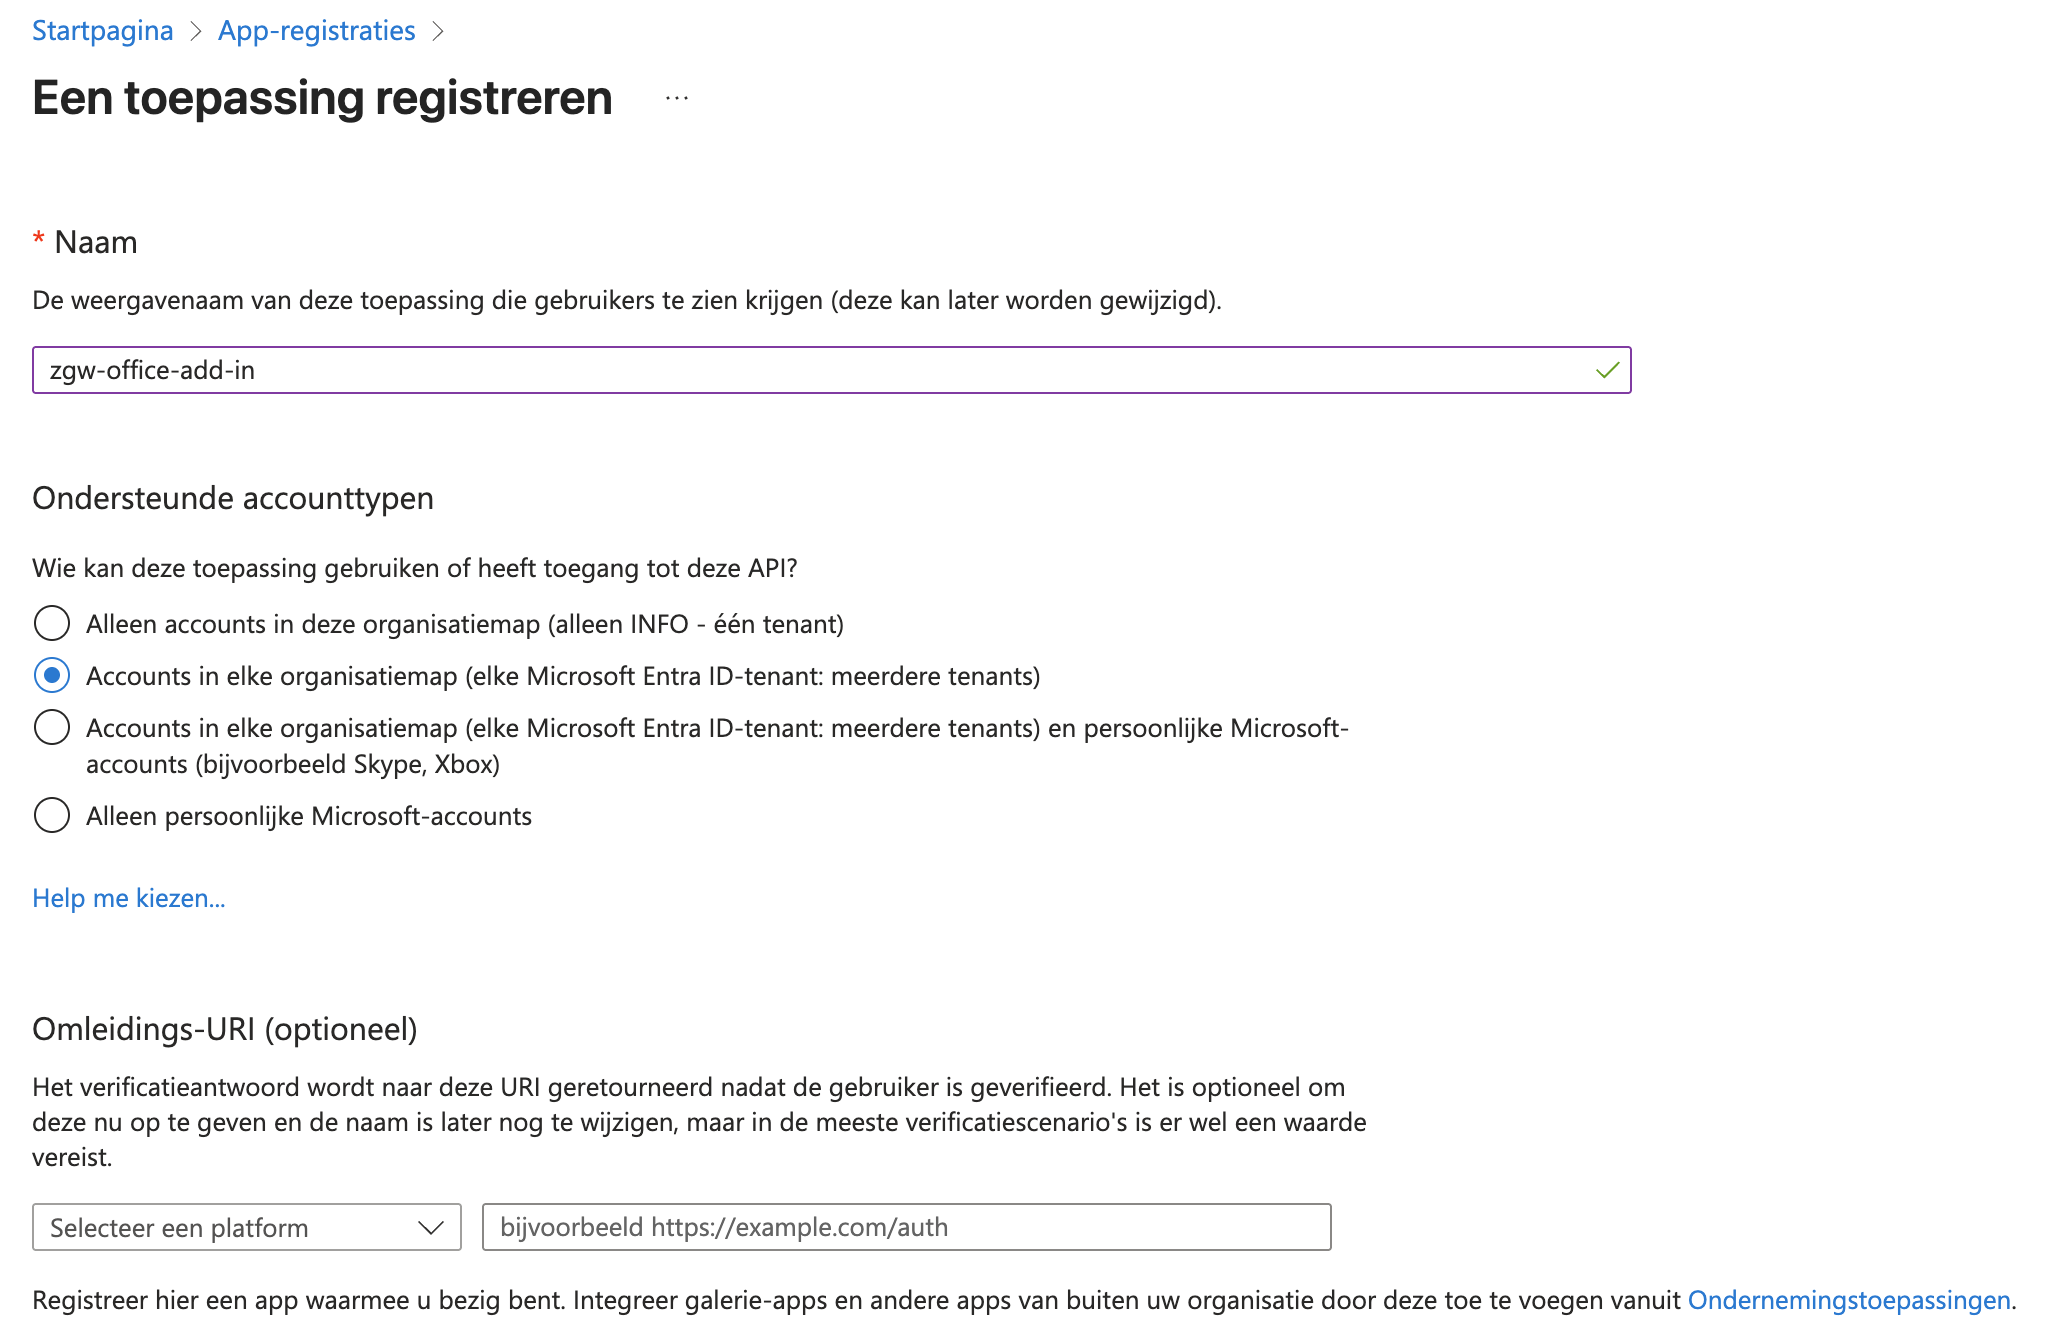 Startpagina > App-registraties >
Een toepassing registreren ...
* Naam
De weergavenaam van deze toepassing die gebruikers te zien krijgen (deze kan later worden gewijzigd).
zgw-office-add-in
Ondersteunde accounttypen
Wie kan deze toepassing gebruiken of heeft toegang tot deze API?
Alleen accounts in deze organisatiemap (alleen INFO - één tenant)
Accounts in elke organisatiemap (elke Microsoft Entra ID-tenant: meerdere tenants)
Accounts in elke organisatiemap (elke Microsoft Entra ID-tenant: meerdere tenants) en persoonlijke Microsoft-
accounts (bijvoorbeeld Skype, Xbox)
Alleen persoonlijke Microsoft-accounts
Help me kiezen...
Omleidings-URI (optioneel)
Het verificatieantwoord wordt naar deze URI geretourneerd nadat de gebruiker is geverifieerd. Het is optioneel om
deze nu op te geven en de naam is later nog te wijzigen, maar in de meeste verificatiescenario's is er wel een waarde
vereist.
Selecteer een platform
bijvoorbeeld https://example.com/auth
Registreer hier een app waarmee u bezig bent. Integreer galerie-apps en andere apps van buiten uw organisatie door deze toe te voegen vanuit Ondernemingstoepassingen.